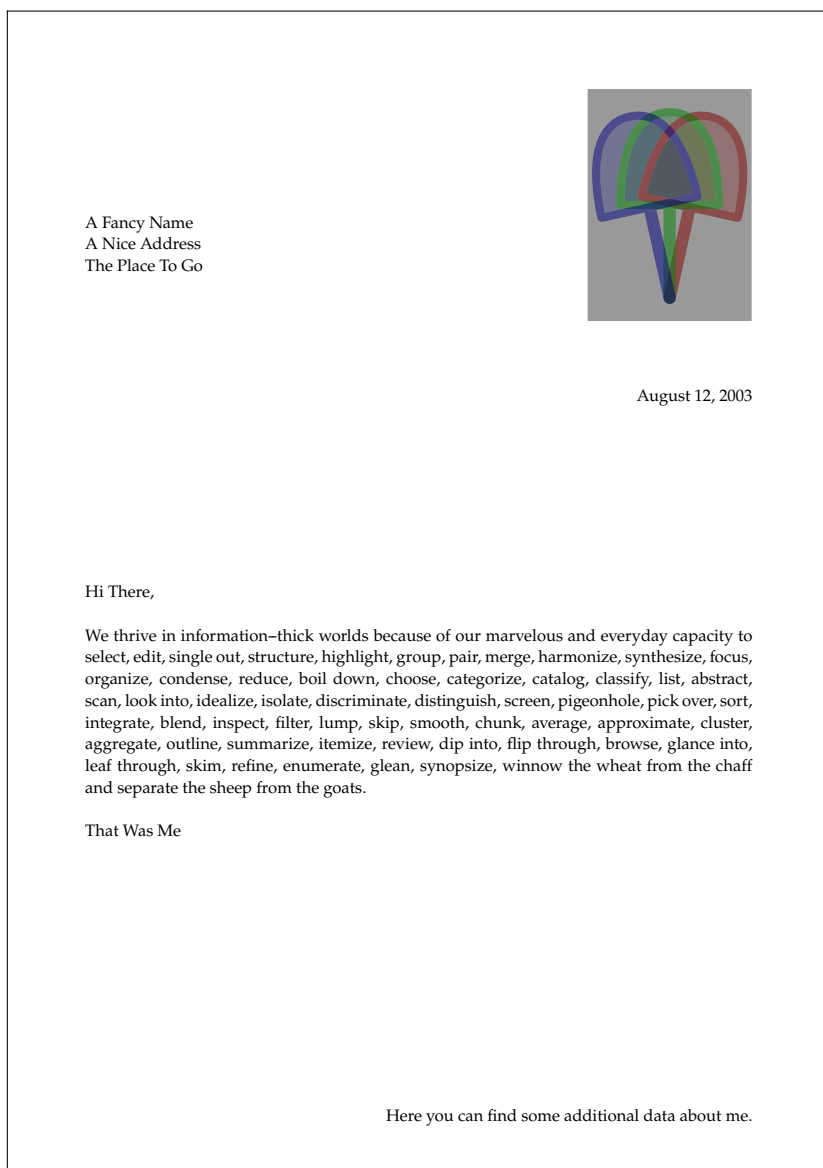 A Fancy Name
A Nice Address
The Place To Go
August 12, 2003
Hi There,
We thrive in information–thick worlds because of our marvelous and everyday capacity to
select, edit, single out, structure, highlight, group, pair, merge, harmonize, synthesize, focus,
organize, condense, reduce, boil down, choose, categorize, catalog, classify, list, abstract,
scan, look into, idealize, isolate, discriminate, distinguish, screen, pigeonhole, pick over, sort,
integrate, blend, inspect, filter, lump, skip, smooth, chunk, average, approximate, cluster,
aggregate, outline, summarize, itemize, review, dip into, flip through, browse, glance into,
leaf through, skim, refine, enumerate, glean, synopsize, winnow the wheat from the chaff
and separate the sheep from the goats.
That Was Me
Here you can find some additional data about me.